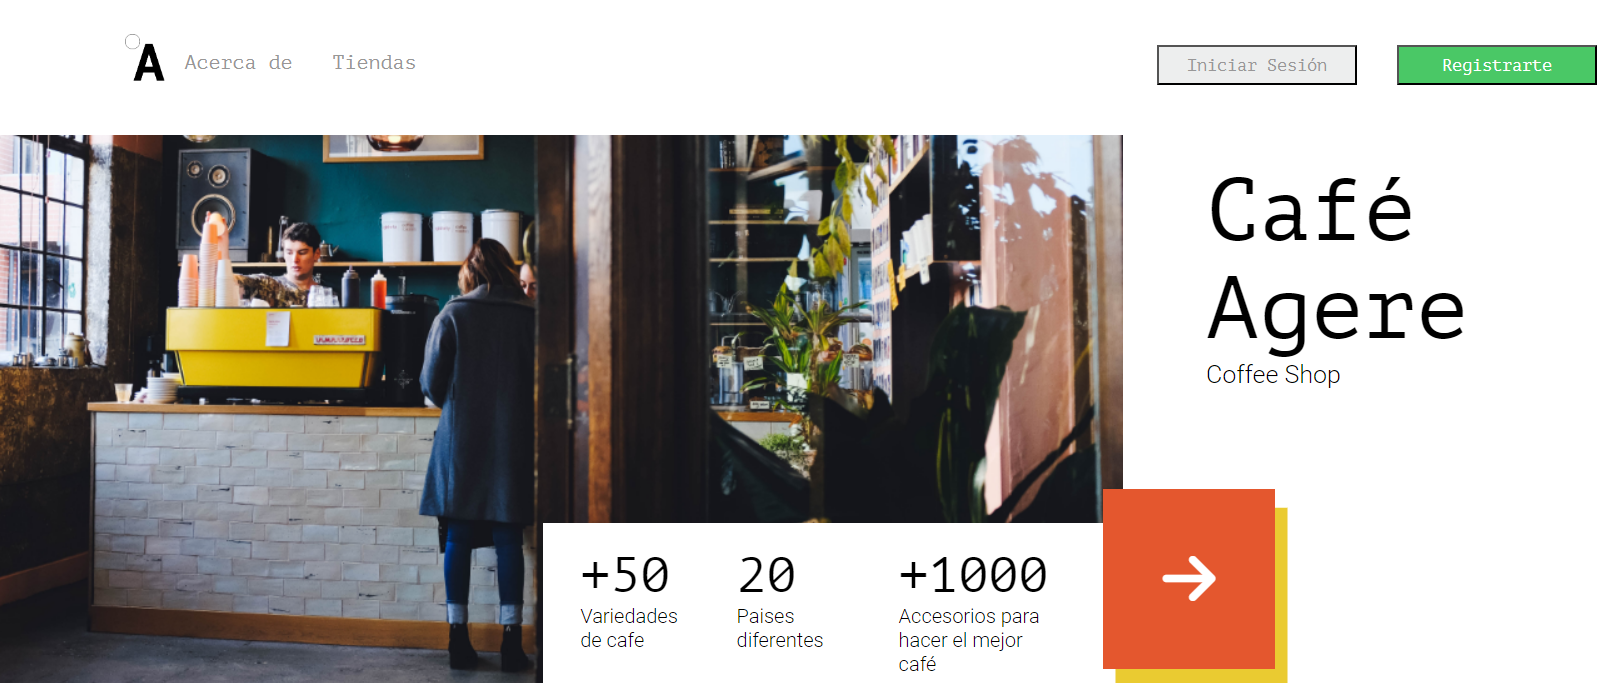 A
Acerca de
Tiendas
Iniciar Sesión
Registrarte
Café
Agere
Coffee Shop
+50
Variedades
de cafe
20
Paises
diferentes
+1000
Accesorios para
hacer el mejor
café